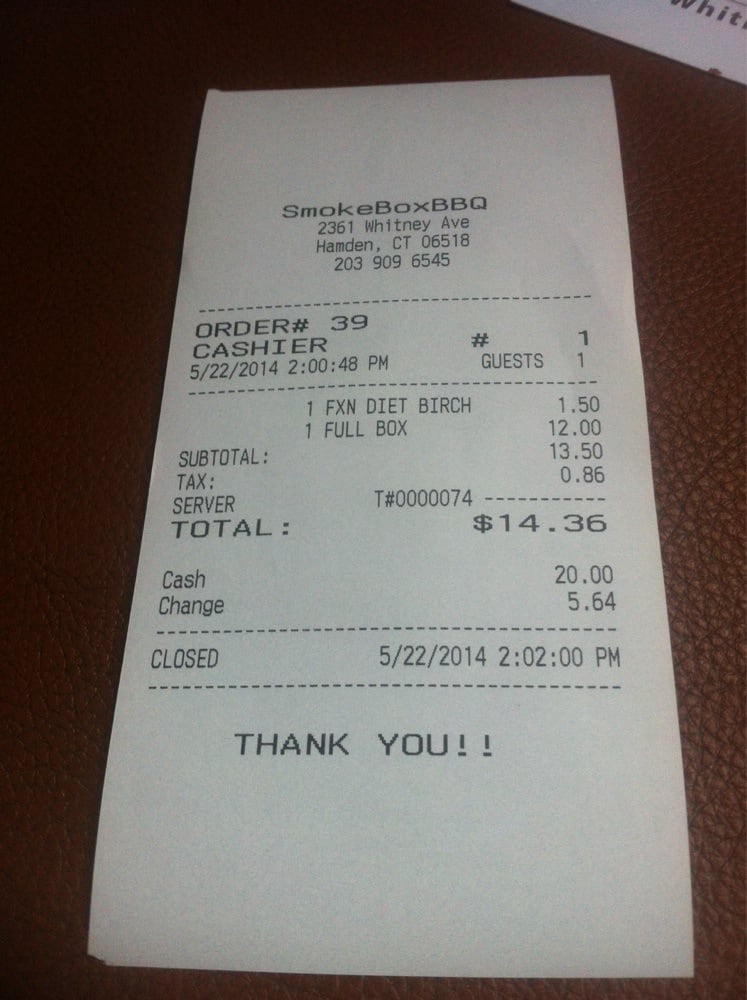 Whit
SmokeBoxBBQ
2361 Whitney Ave
Hamden, CT 06518
203 909 6545
ORDER# 39
CASHIER # 1
5/22/2014 2:00:48 PM GUESTS 1
1 FXN DIET BIRCH 1.50
1 FULL BOX 12.00
SUBTOTAL: 13.50
TAX: 0.86
SERVER T#0000074 -----------
TOTAL: $14.36
Cash 20.00
Change 5.64
CLOSED 5/22/2014 2:02:00 PM
THANK YOU!!